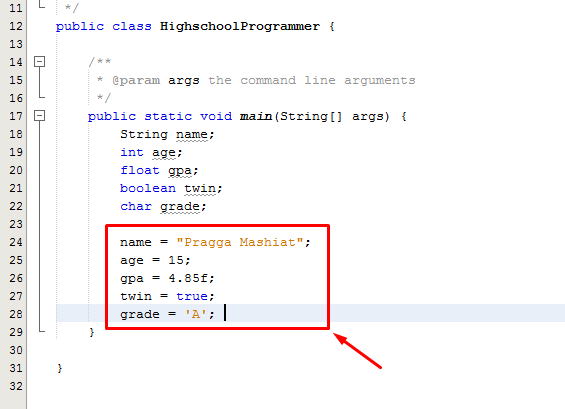 11 */
12 public class HighschoolProgrammer {
13
14 /**
15 * @param args the command line arguments
16 */
17 public static void main(String[] args) {
18 String name;
19 int age;
20 float gpa;
21 boolean twin;
22 char grade;
23
24 name = "Pragga Mashiat";
25 age = 15;
26 gpa = 4.85f;
27 twin = true;
28 grade = 'A';
29 }
30
31 }
32